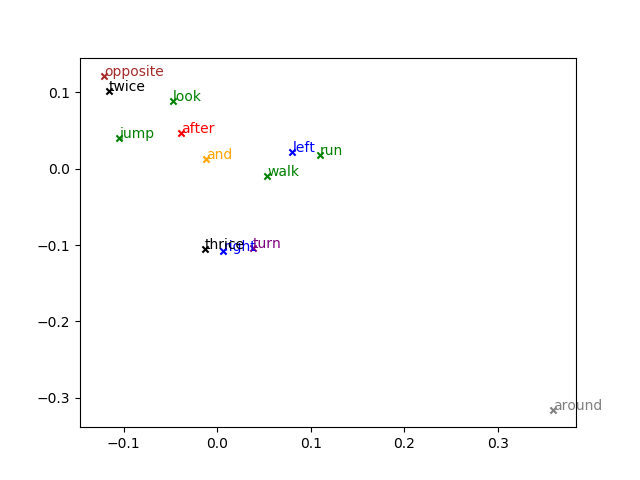 opposite
twice
look
0.1
jump
after
and
left
run
0.0
walk
thrice
right
turn
−0.1
−0.2
−0.3
around
−0.1
0.0
0.1
0.2
0.3